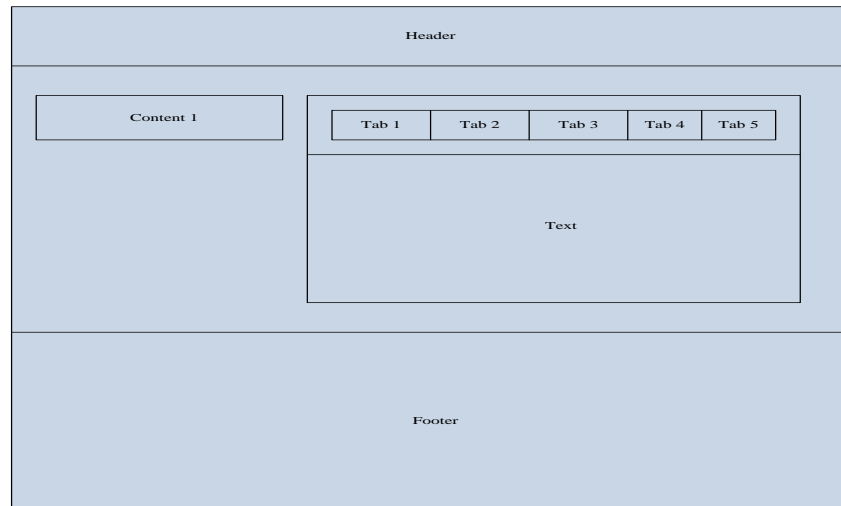 Header
Content 1
Tab 1 Tab 2 Tab 3 Tab 4 Tab 5
Text
Footer